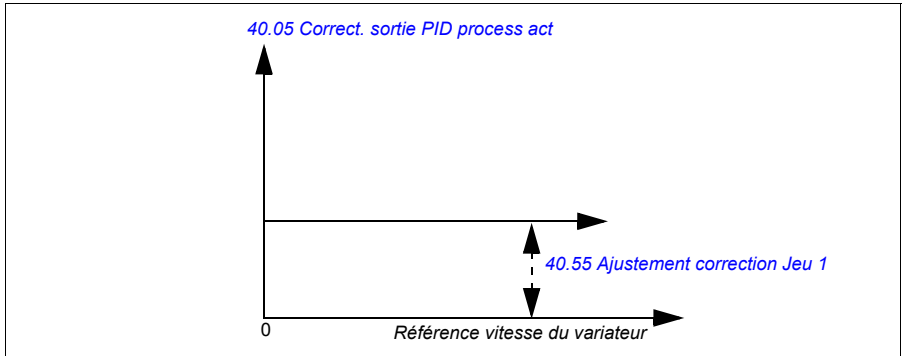 40.05 Correct. sortie PID process act
40.55 Ajustement correction Jeu 1
0
Référence vitesse du variateur